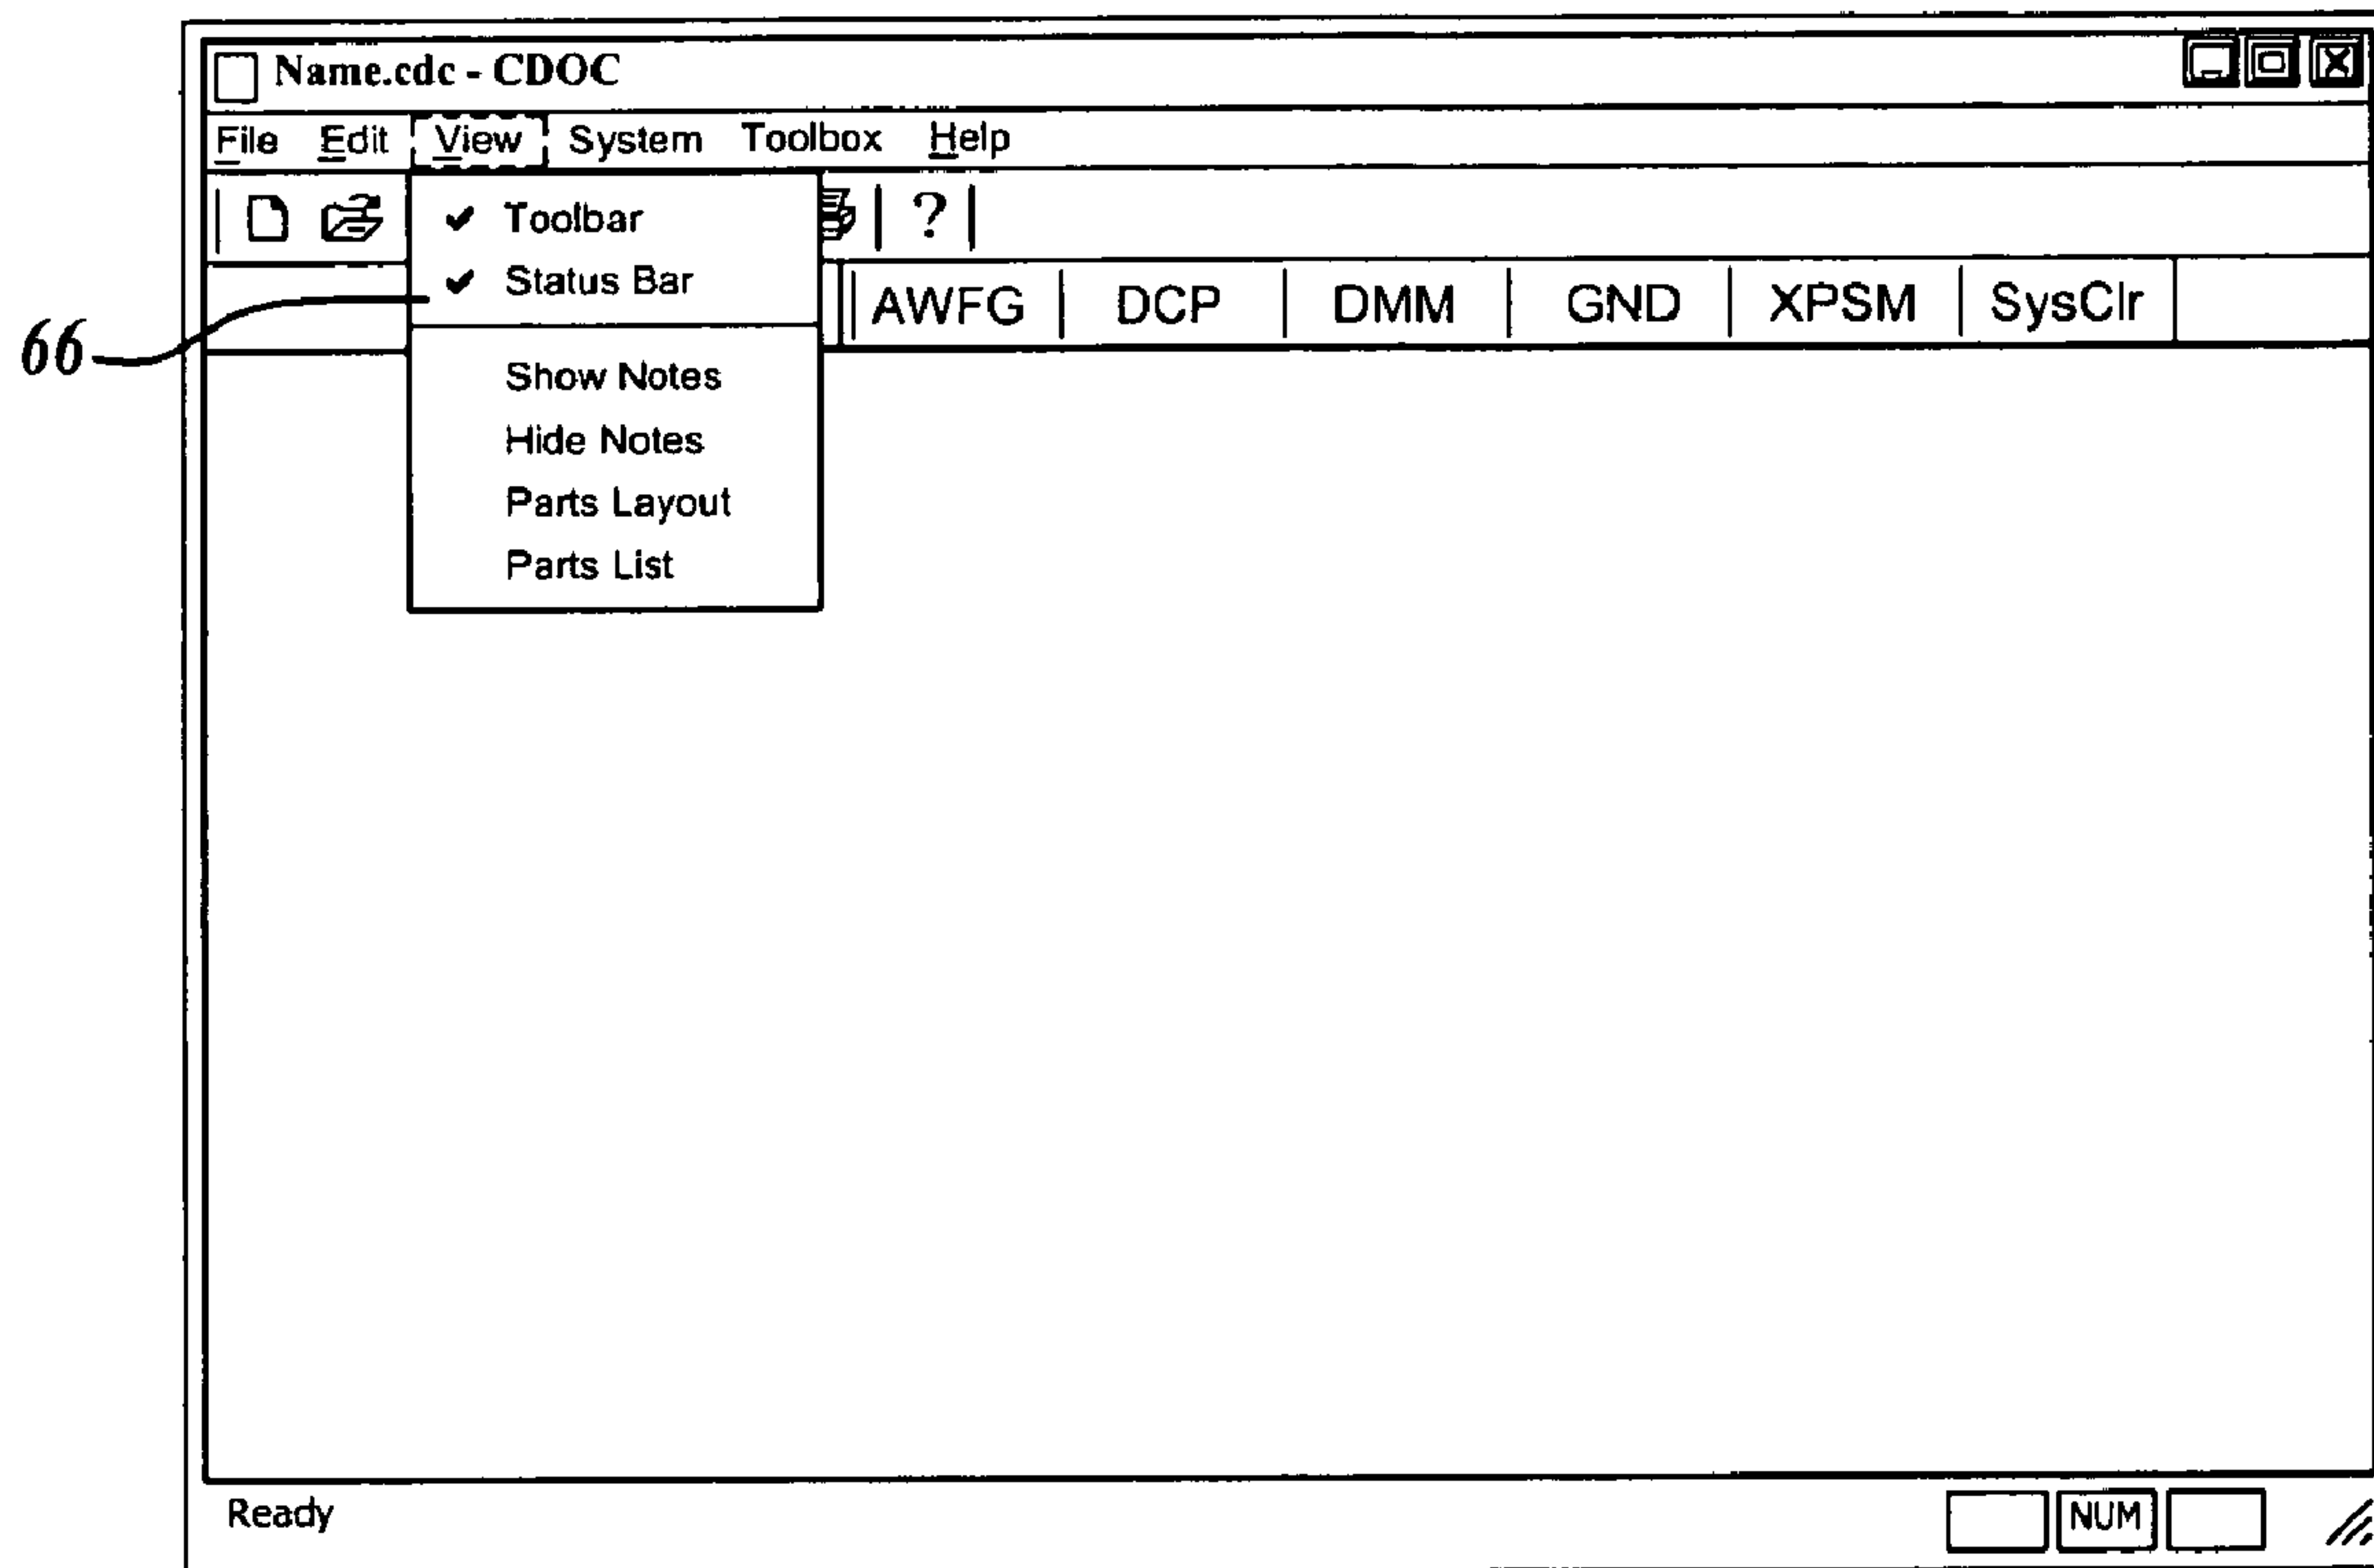 Name.cdc - CDOC
File Edit View System Toolbox Help
✓ Toolbar ?
✓ Status Bar
AWFG DCP DMM GND XPSM SysClr
66
Show Notes
Hide Notes
Parts Layout
Parts List
Ready NUM